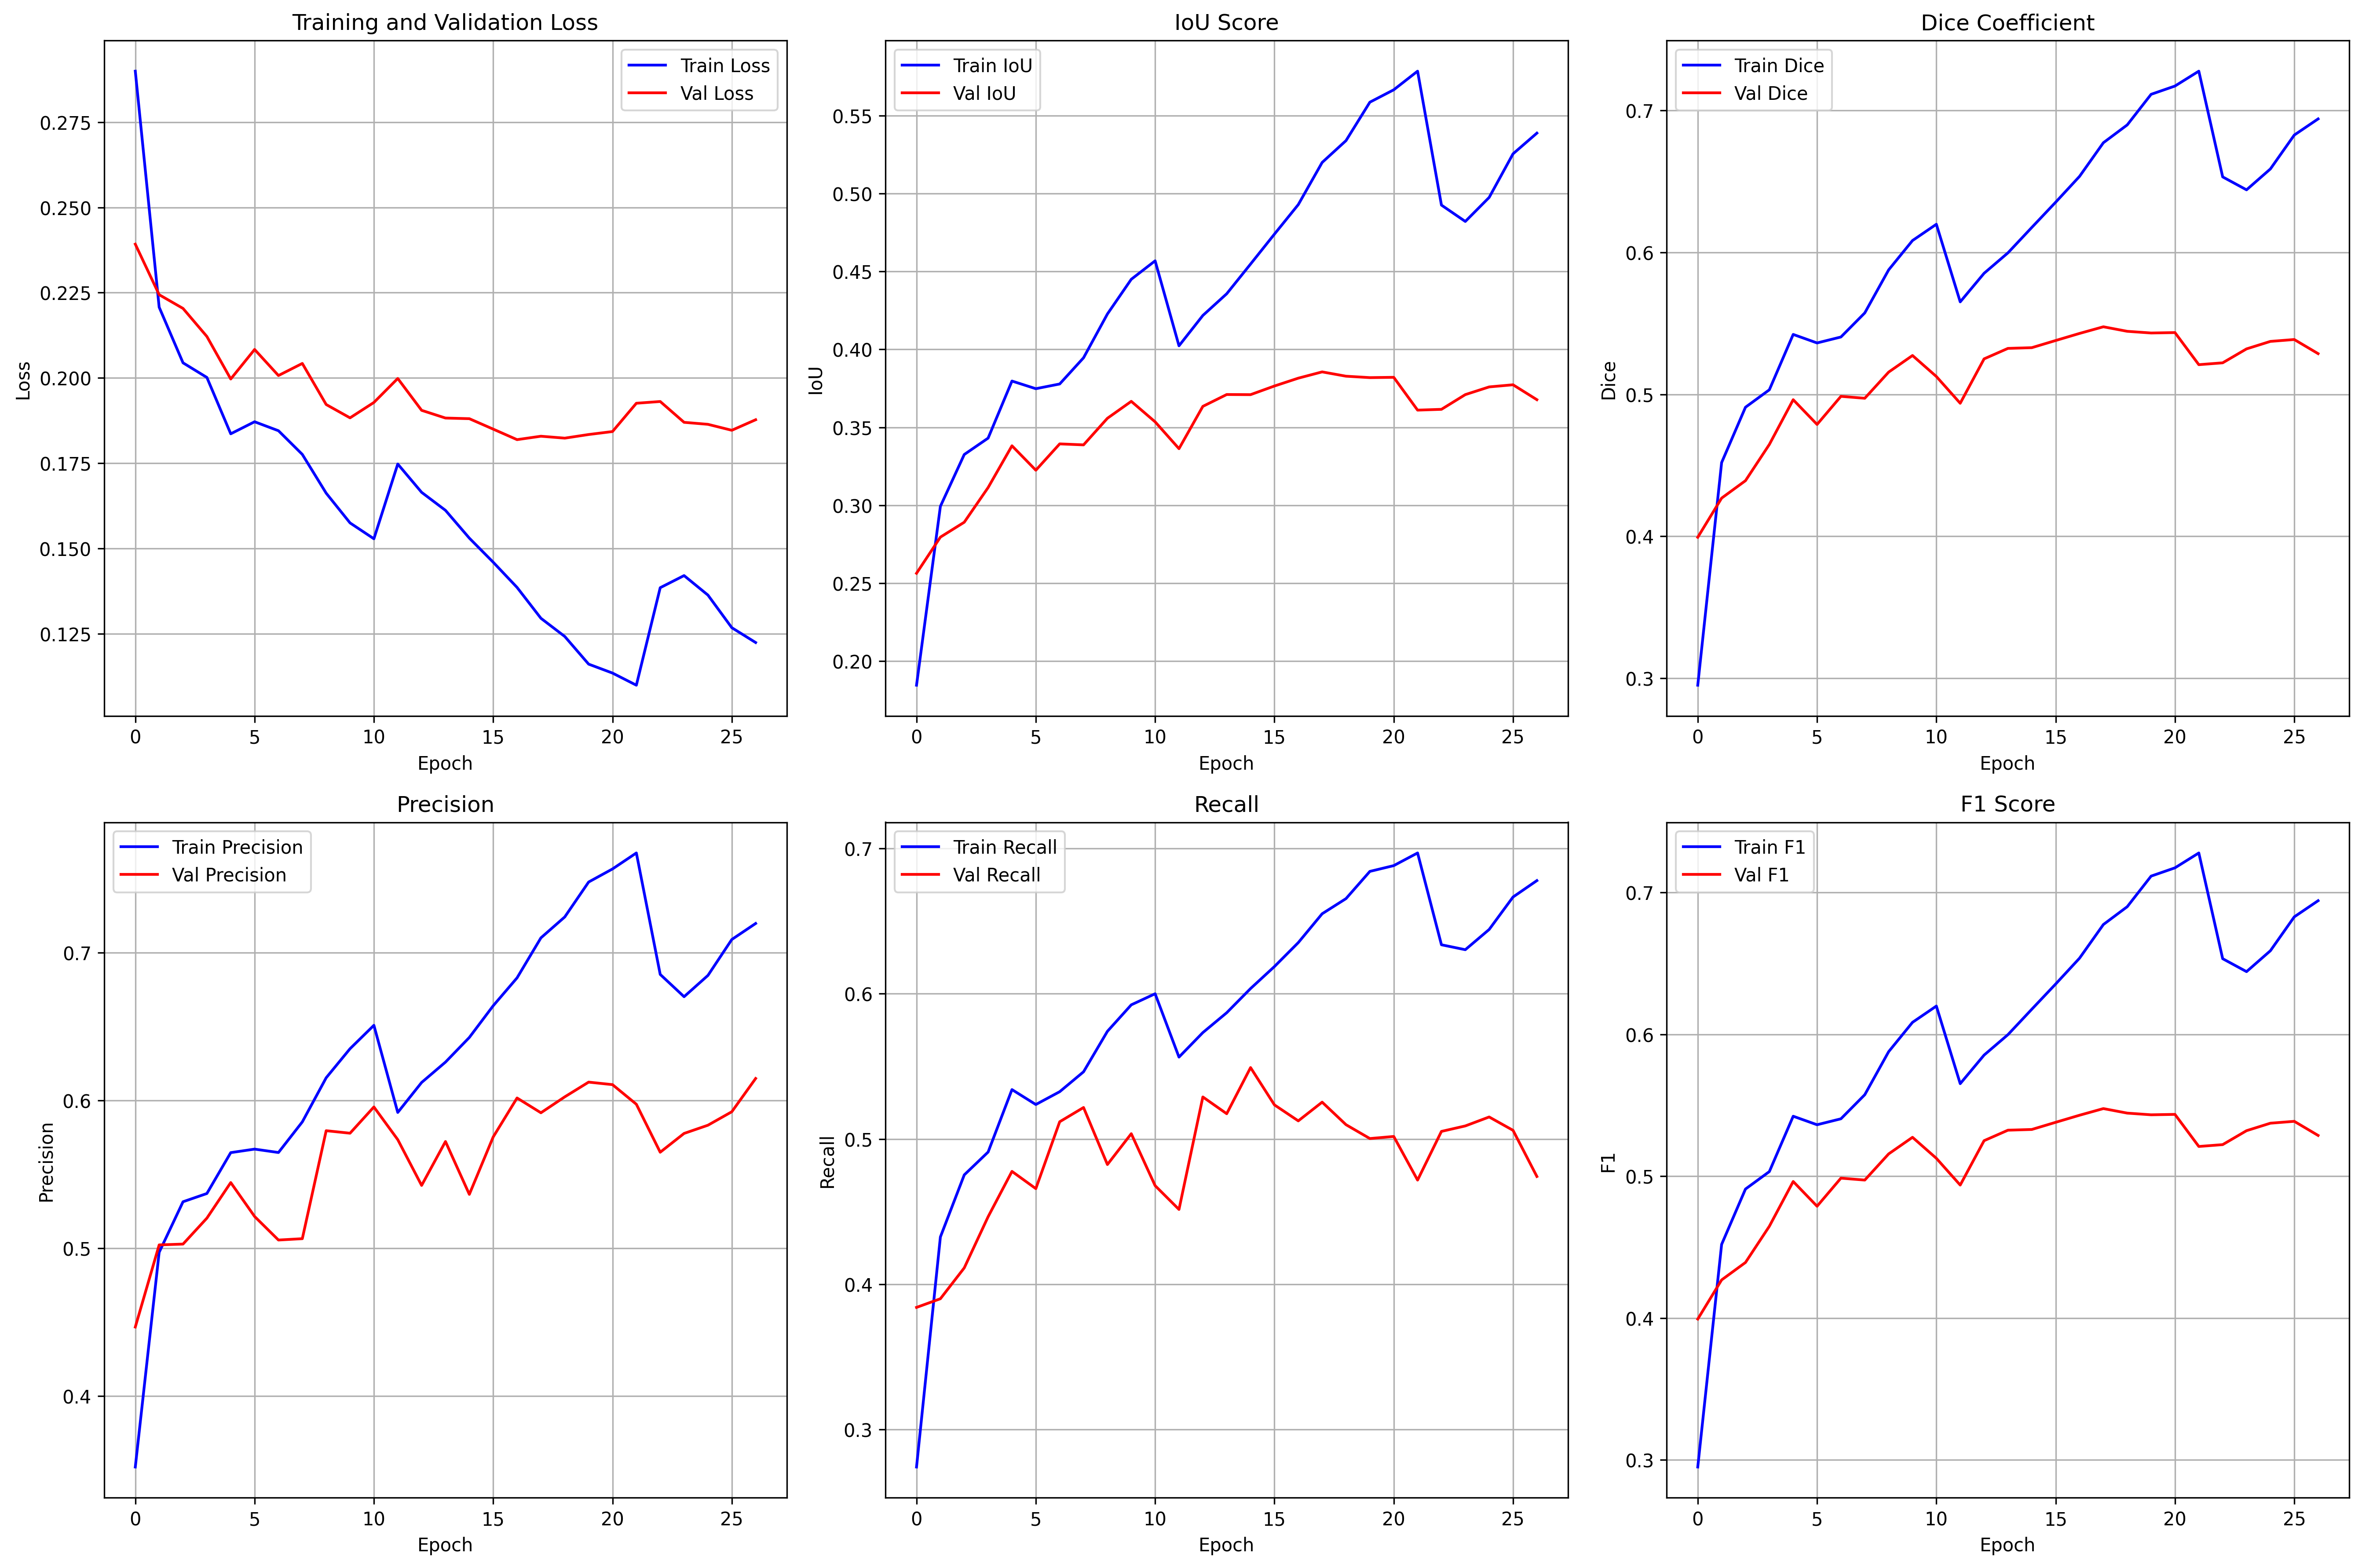 Training and Validation Loss
Train Loss
Val Loss
0.275
0.250
0.225
0.200
0.175
0.150
0.125
Loss
0 5 10 15 20 25
Epoch
IoU Score
Train IoU
Val IoU
0.55
0.50
0.45
0.40
0.35
0.30
0.25
0.20
IoU
0 5 10 15 20 25
Epoch
Dice Coefficient
Train Dice
Val Dice
0.7
0.6
0.5
0.4
0.3
Dice
0 5 10 15 20 25
Epoch
Precision
Train Precision
Val Precision
0.7
0.6
0.5
0.4
Precision
0 5 10 15 20 25
Epoch
Recall
Train Recall
Val Recall
0.7
0.6
0.5
0.4
0.3
Recall
0 5 10 15 20 25
Epoch
F1 Score
Train F1
Val F1
0.7
0.6
0.5
0.4
0.3
F1
0 5 10 15 20 25
Epoch